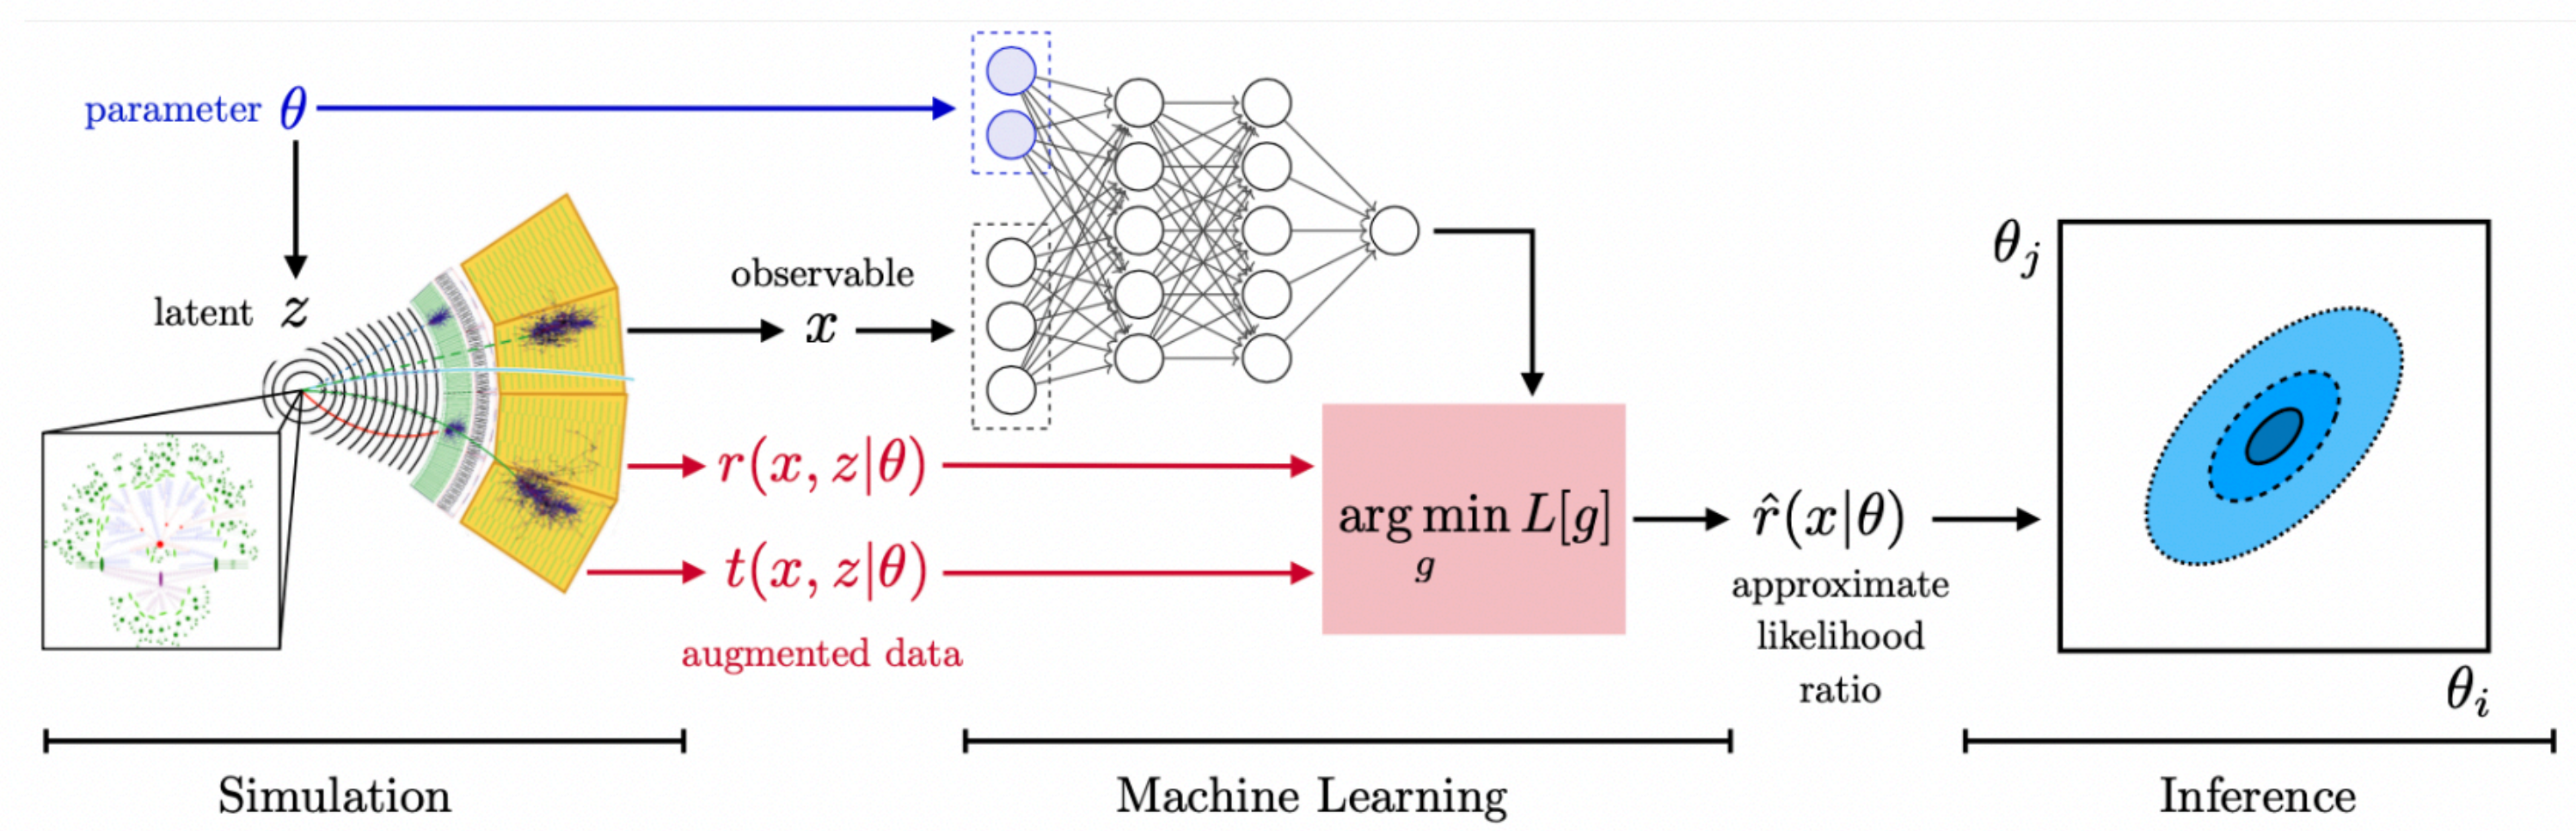 parameter θ
latent z
observable
x
r(x, z|θ)
t(x, z|θ)
augmented data
arg min L[g]
g
r̂(x|θ)
approximate
likelihood
ratio
θj
θi
Simulation
Machine Learning
Inference